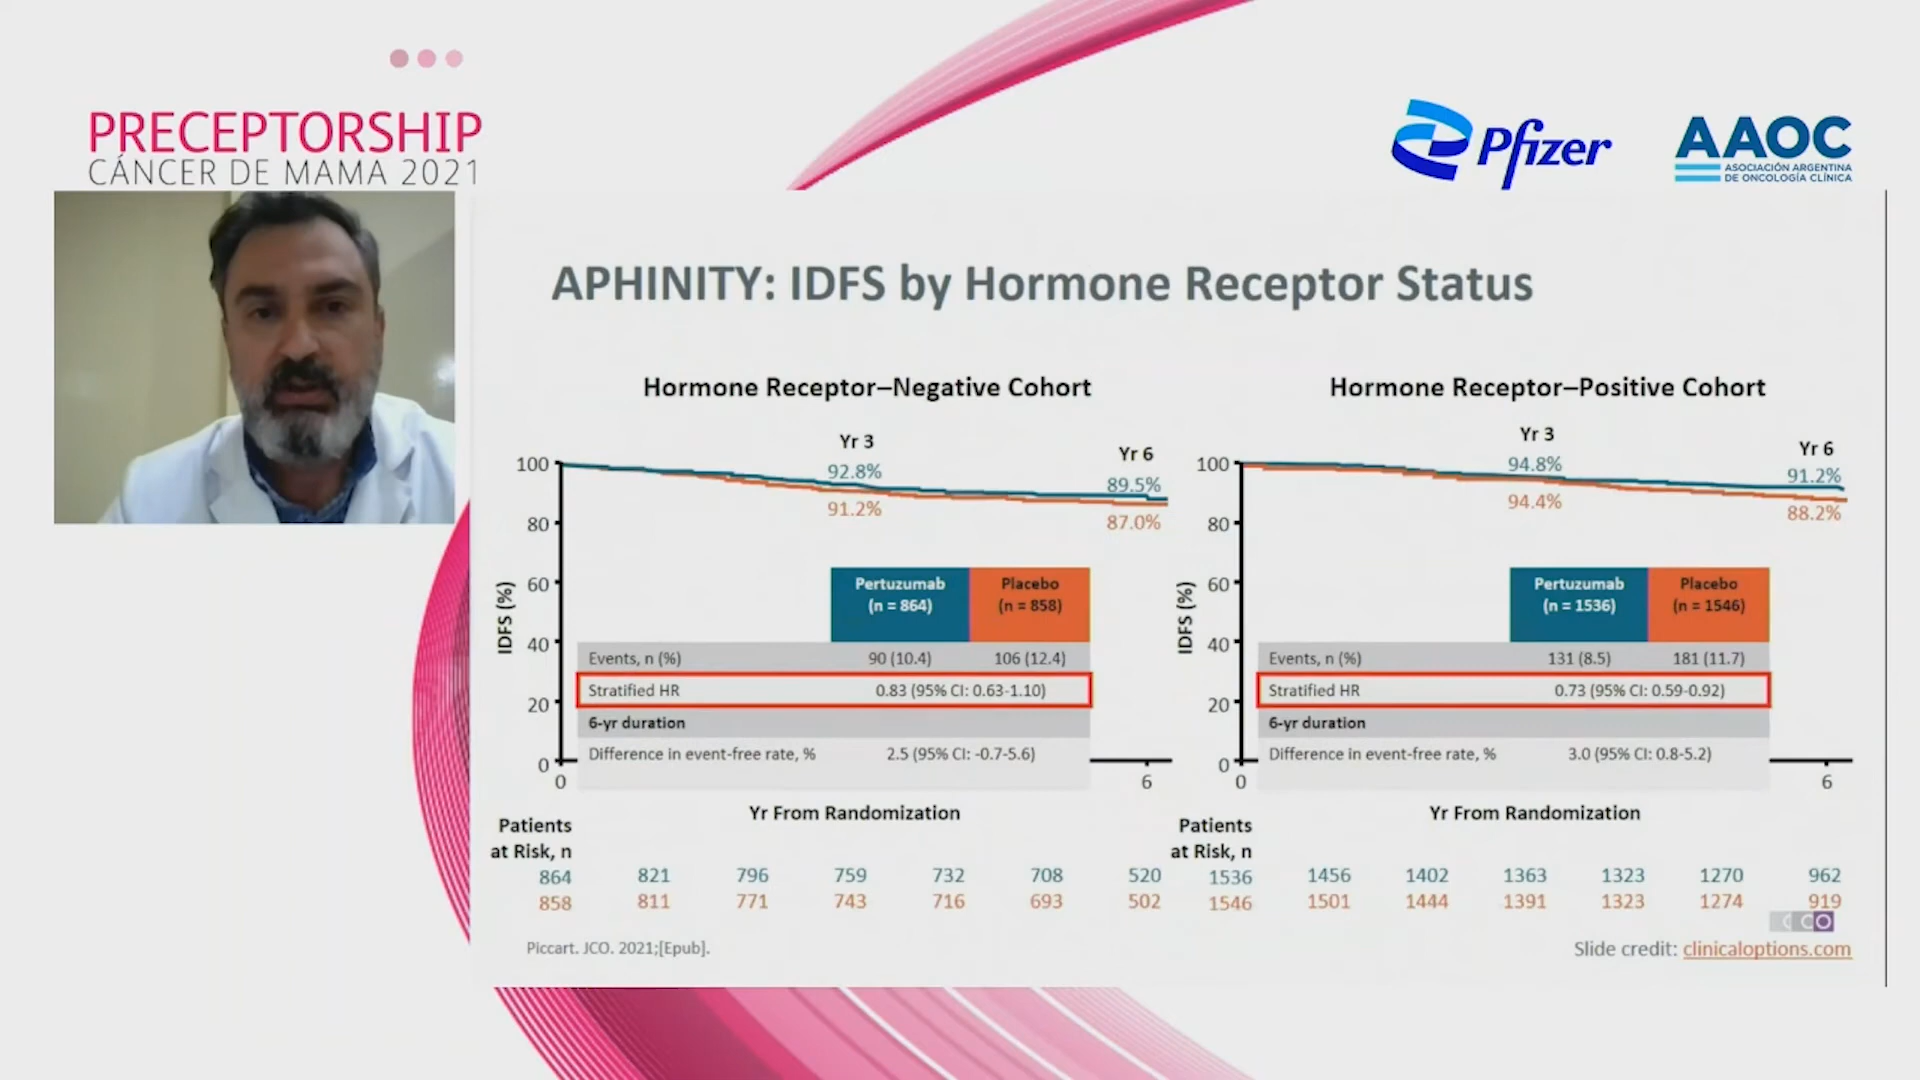 PRECEPTORSHIP
CÁNCER DE MAMA 2021
Pfizer
AAOC
ASOCIACIÓN ARGENTINA
DE ONCOLOGÍA CLÍNICA
APHINITY: IDFS by Hormone Receptor Status
Hormone Receptor–Negative Cohort
Yr 3
Yr 6
92.8%
89.5%
91.2%
87.0%
100
80
60
40
20
0
IDFS (%)
Pertuzumab (n = 864) Placebo (n = 858)
Events, n (%) 90 (10.4) 106 (12.4)
Stratified HR 0.83 (95% CI: 0.63-1.10)
6-yr duration
Difference in event-free rate, % 2.5 (95% CI: -0.7-5.6)
0 6
Yr From Randomization
Patients
at Risk, n
864 821 796 759 732 708 520
858 811 771 743 716 693 502
Hormone Receptor–Positive Cohort
Yr 3
Yr 6
94.8%
91.2%
94.4%
88.2%
100
80
60
40
20
0
IDFS (%)
Pertuzumab (n = 1536) Placebo (n = 1546)
Events, n (%) 131 (8.5) 181 (11.7)
Stratified HR 0.73 (95% CI: 0.59-0.92)
6-yr duration
Difference in event-free rate, % 3.0 (95% CI: 0.8-5.2)
0 6
Yr From Randomization
Patients
at Risk, n
1536 1456 1402 1363 1323 1270 962
1546 1501 1444 1391 1323 1274 919
CCO
Piccart. JCO. 2021;[Epub].
Slide credit: clinicaloptions.com